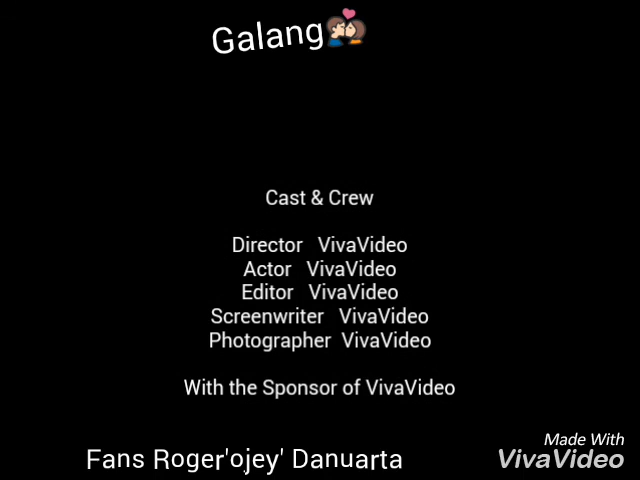 Galang💏
Cast & Crew
Director VivaVideo
Actor VivaVideo
Editor VivaVideo
Screenwriter VivaVideo
Photographer VivaVideo
With the Sponsor of VivaVideo
Made With
VivaVideo
Fans Roger'ojey' Danuarta